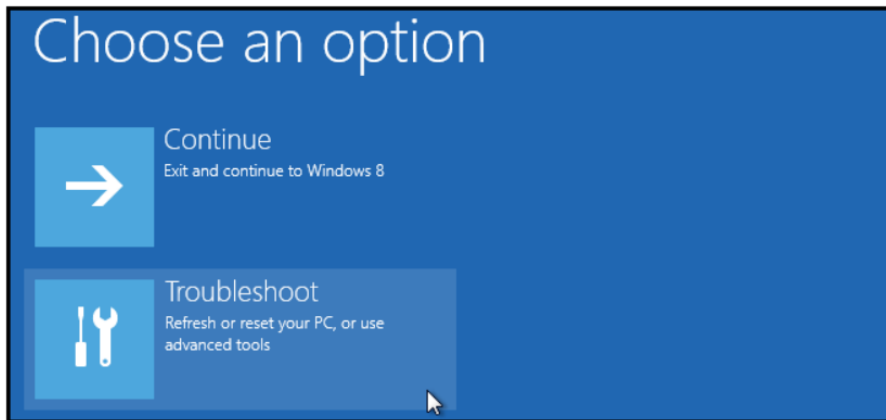 Choose an option
Continue
Exit and continue to Windows 8
Troubleshoot
Refresh or reset your PC, or use
advanced tools